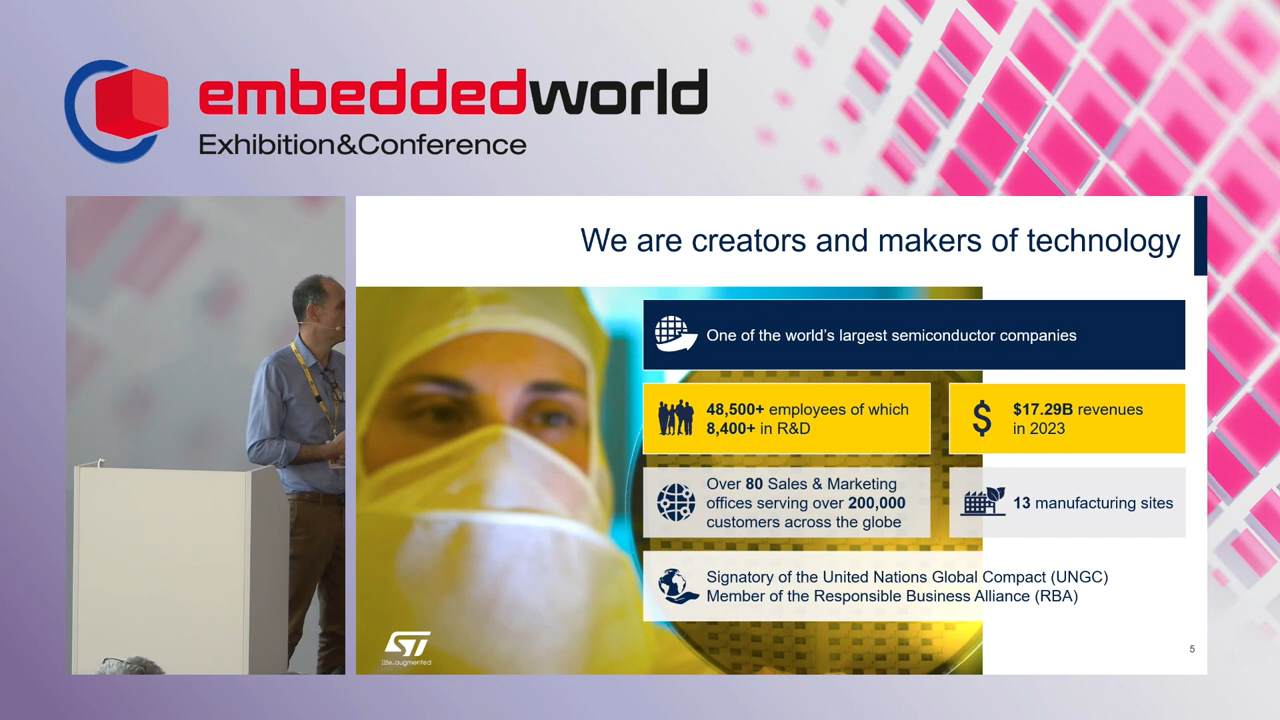 embeddedworld
Exhibition&Conference
We are creators and makers of technology
One of the world's largest semiconductor companies
48,500+ employees of which
8,400+ in R&D
$ $17.29B revenues
in 2023
Over 80 Sales & Marketing
offices serving over 200,000
customers across the globe
13 manufacturing sites
Signatory of the United Nations Global Compact (UNGC)
Member of the Responsible Business Alliance (RBA)
ST
life.augmented
5